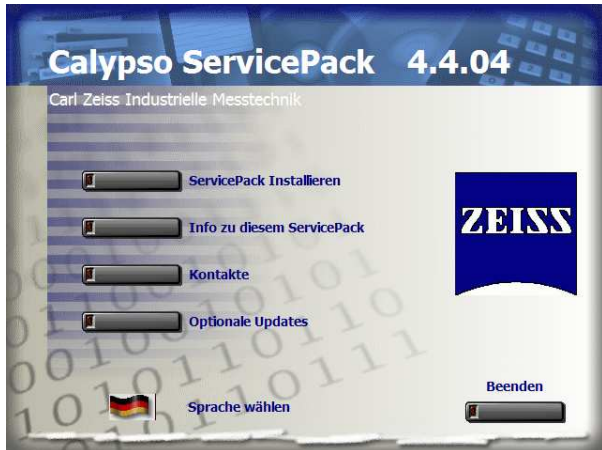 Calypso ServicePack 4.4.04
Carl Zeiss Industrielle Messtechnik
ServicePack Installieren
Info zu diesem ServicePack
ZEISS
Kontakte
Optionale Updates
Sprache wählen
Beenden